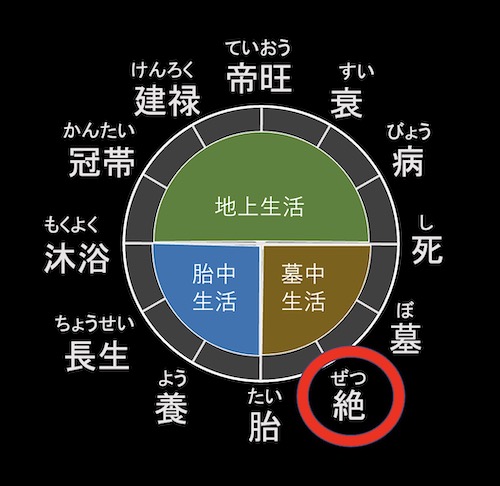 ていおう
帝旺
すい
衰
びょう
病
し
死
ぼ
墓
ぜつ
絶
たい
胎
よう
養
ちょうせい
長生
もくよく
沐浴
かんたい
冠帯
けんろく
建禄
地上生活
胎中
生活
墓中
生活